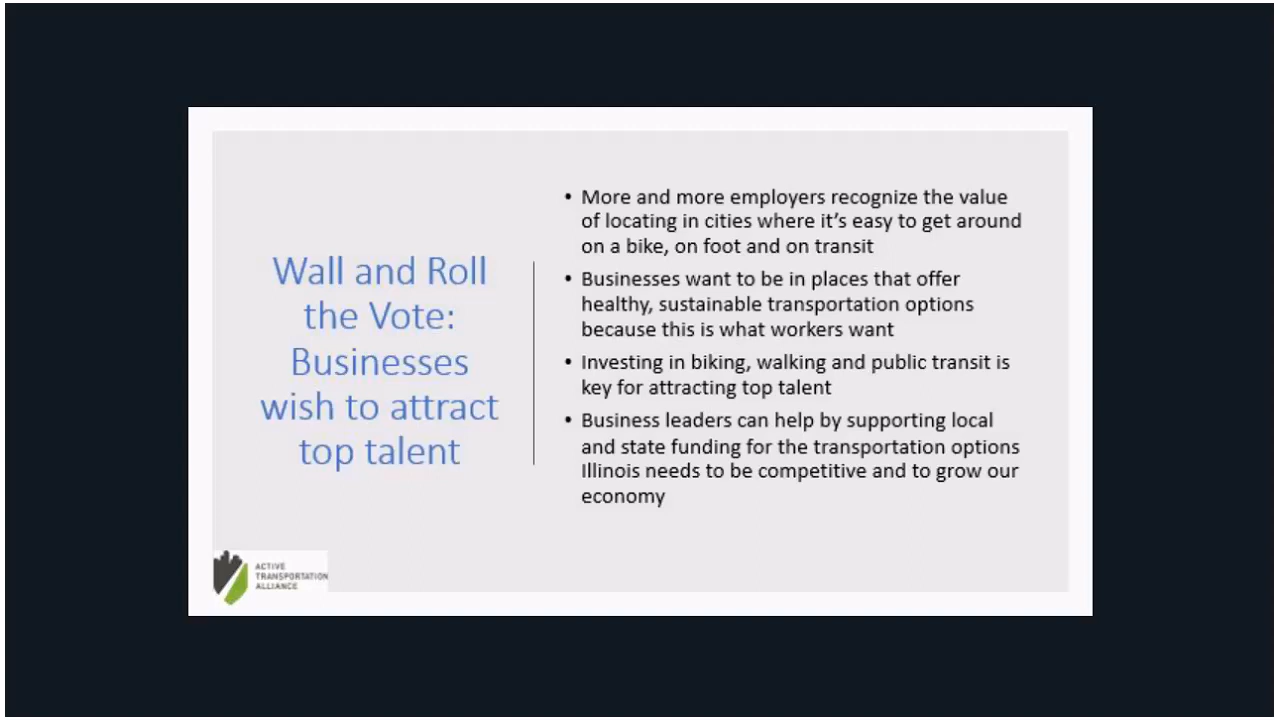 Wall and Roll
the Vote:
Businesses
wish to attract
top talent
• More and more employers recognize the value
of locating in cities where it's easy to get around
on a bike, on foot and on transit
• Businesses want to be in places that offer
healthy, sustainable transportation options
because this is what workers want
• Investing in biking, walking and public transit is
key for attracting top talent
• Business leaders can help by supporting local
and state funding for the transportation options
Illinois needs to be competitive and to grow our
economy
ACTIVE
TRANSPORTATION
ALLIANCE